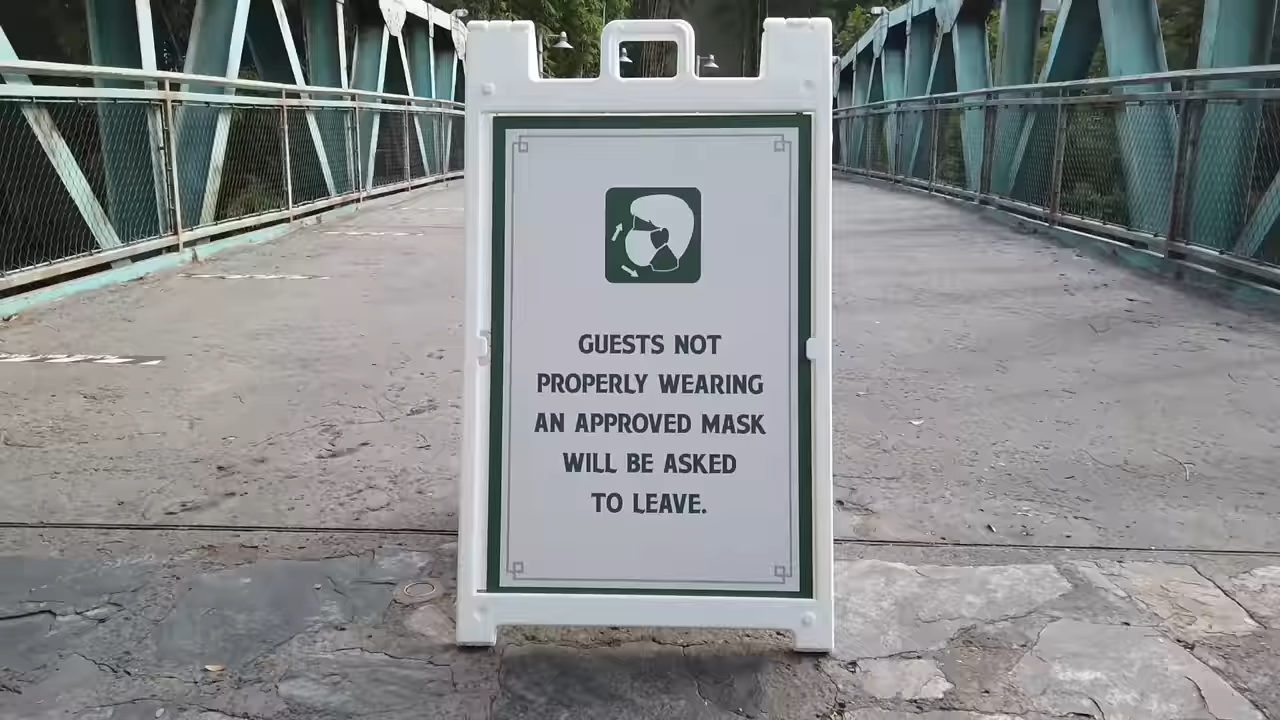 GUESTS NOT
PROPERLY WEARING
AN APPROVED MASK
WILL BE ASKED
TO LEAVE.